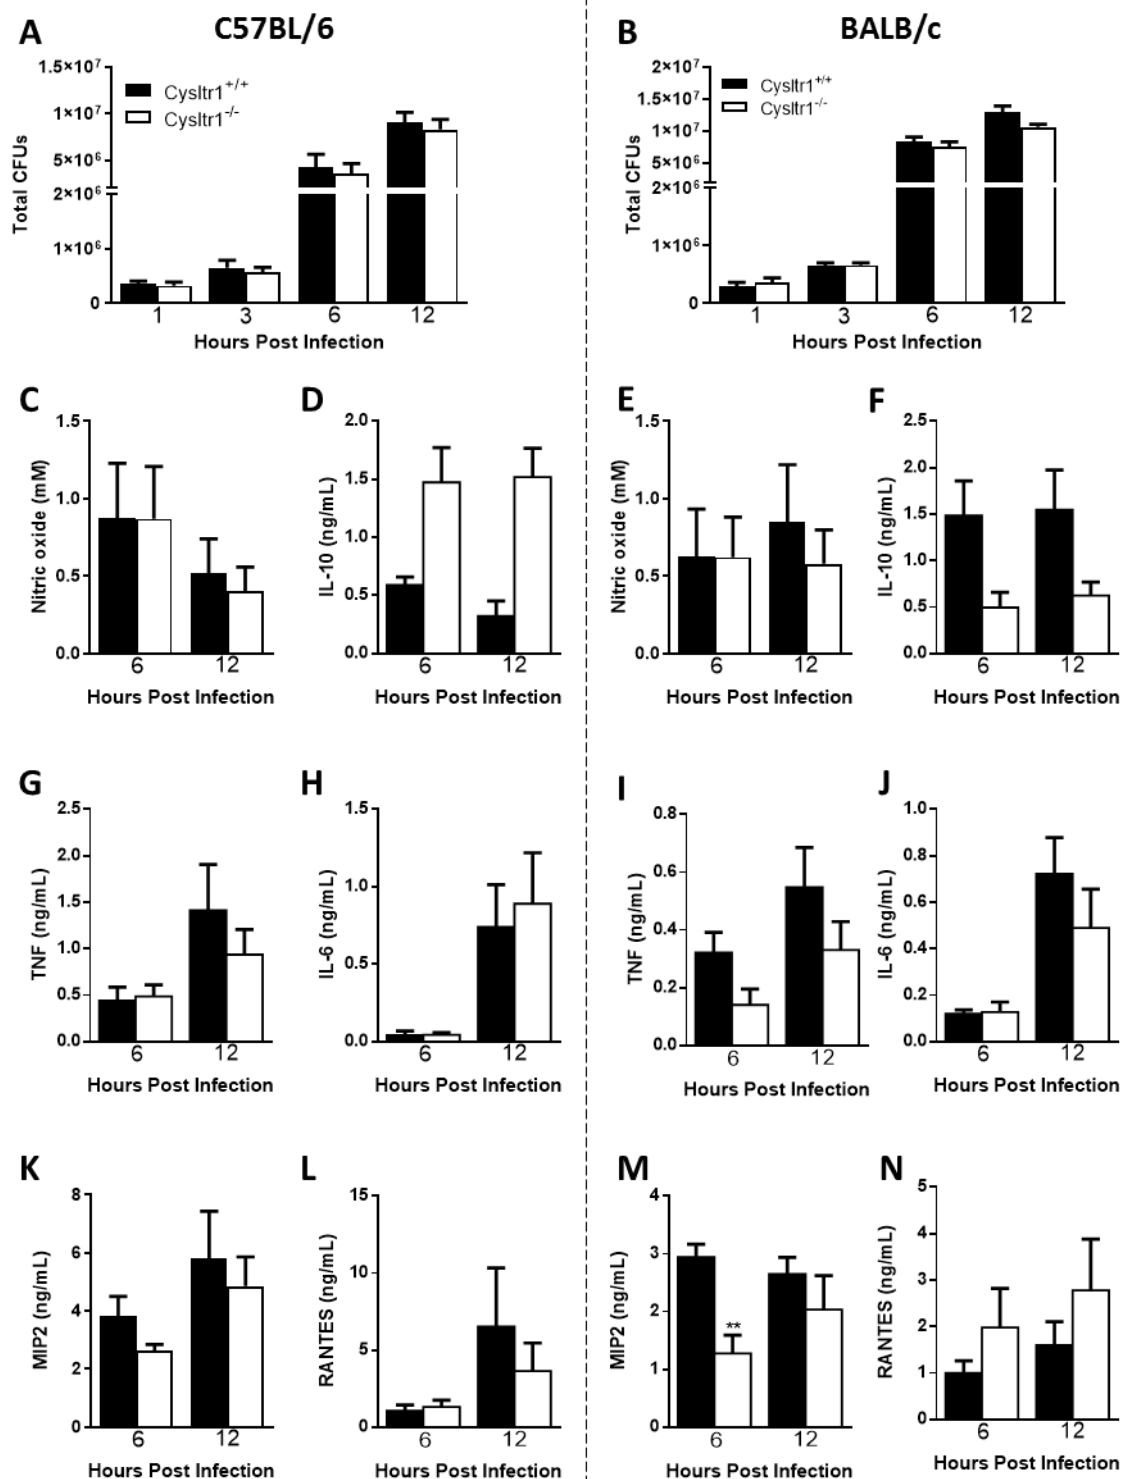 C57BL/6
BALB/c
A
1.5×10⁷
1×10⁷
5×10⁶
2×10⁶
1×10⁶
0
Total CFUs
Cysltr1⁺/⁺
Cysltr1⁻/⁻
1 3 6 12
Hours Post Infection
B
2×10⁷
1.5×10⁷
1×10⁷
5×10⁶
2×10⁶
1×10⁶
0
Total CFUs
Cysltr1⁺/⁺
Cysltr1⁻/⁻
1 3 6 12
Hours Post Infection
C
1.5
1.0
0.5
0.0
Nitric oxide (mM)
6 12
Hours Post Infection
D
2.0
1.5
1.0
0.5
0.0
IL-10 (ng/mL)
6 12
Hours Post Infection
E
1.5
1.0
0.5
0.0
Nitric oxide (mM)
6 12
Hours Post Infection
F
2.5
2.0
1.5
1.0
0.5
0.0
IL-10 (ng/mL)
6 12
Hours Post Infection
G
2.5
2.0
1.5
1.0
0.5
0.0
TNF (ng/mL)
6 12
Hours Post Infection
H
1.5
1.0
0.5
0.0
IL-6 (ng/mL)
6 12
Hours Post Infection
I
0.8
0.6
0.4
0.2
0.0
TNF (ng/mL)
6 12
Hours Post Infection
J
1.0
0.8
0.6
0.4
0.2
0.0
IL-6 (ng/mL)
6 12
Hours Post Infection
K
8
6
4
2
0
MIP2 (ng/mL)
6 12
Hours Post Infection
L
15
10
5
0
RANTES (ng/mL)
6 12
Hours Post Infection
M
4
3
2
1
0
MIP2 (ng/mL)
**
6 12
Hours Post Infection
N
5
4
3
2
1
0
RANTES (ng/mL)
6 12
Hours Post Infection